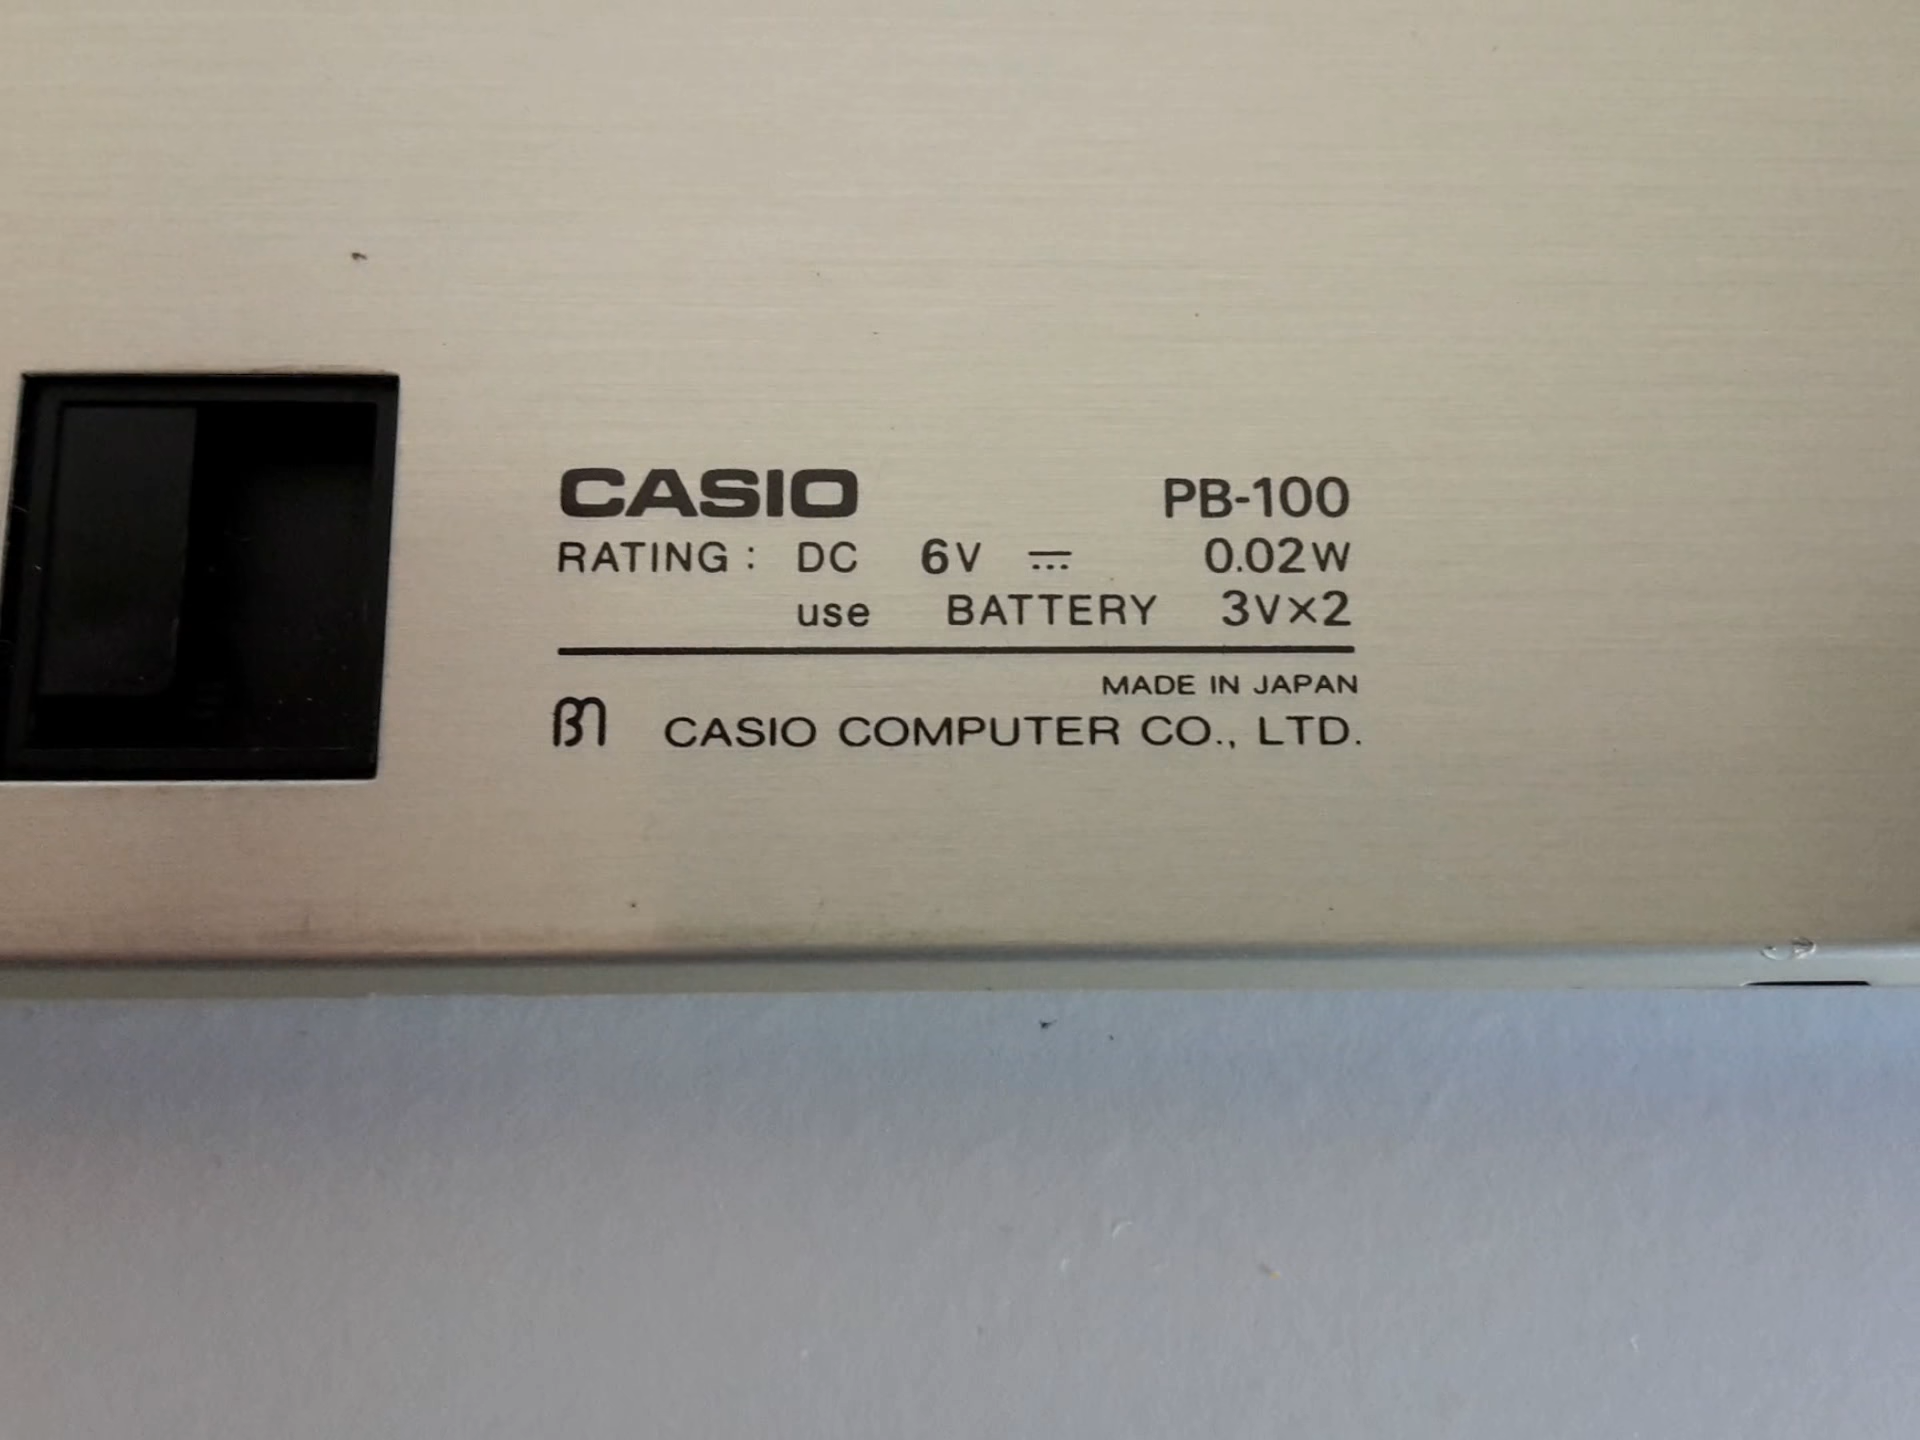 CASIO PB-100
RATING: DC 6V ⎓ 0.02W
use BATTERY 3V×2
MADE IN JAPAN
CASIO COMPUTER CO., LTD.